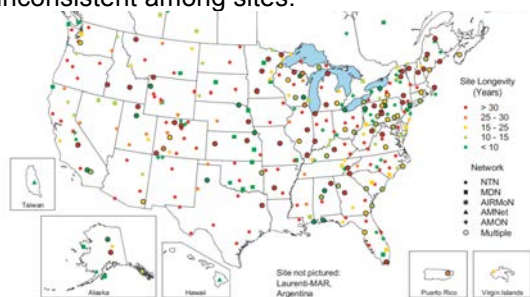 inconsistent among sites.
Site Longevity
(Years)
> 30
25 - 30
15 - 25
10 - 15
< 10
Network
NTN
MDN
AIRMoN
AMNet
AMON
Multiple
Taiwan
Alaska
Hawaii
Site not pictured:
Laurenti-MAR,
Argentina
Puerto Rico
Virgin Islands